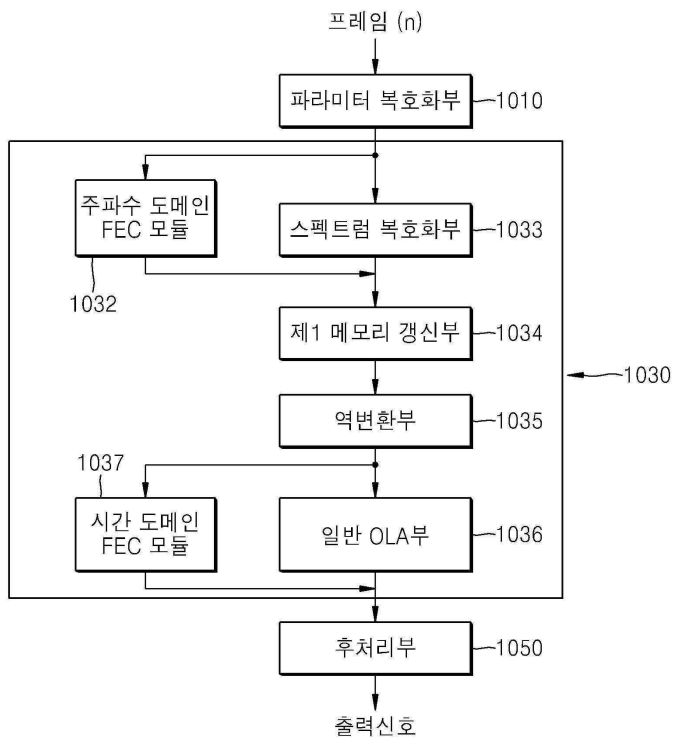 프레임 (n)
파라미터 복호화부
1010
주파수 도메인
FEC 모듈
1032
스펙트럼 복호화부
1033
제1 메모리 갱신부
1034
1030
역변환부
1035
1037
시간 도메인
FEC 모듈
일반 OLA부
1036
후처리부
1050
출력신호